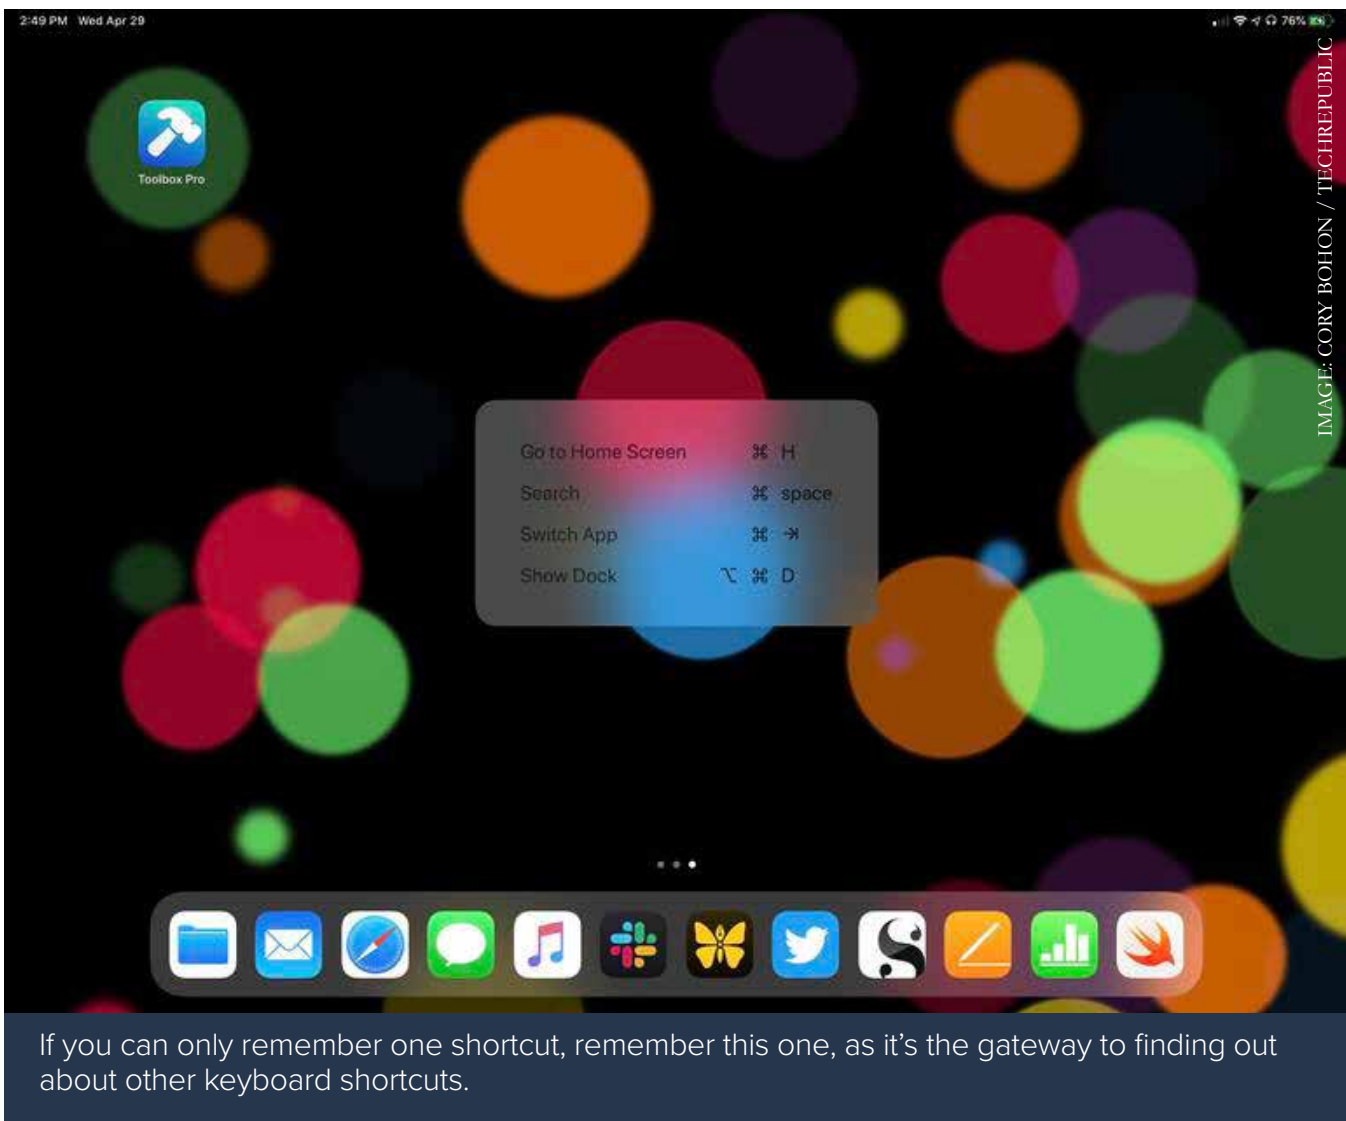 2:49 PM Wed Apr 29
76%
Toolbox Pro
IMAGE: CORY BOHON / TECHREPUBLIC
Go to Home Screen ⌘ H
Search ⌘ space
Switch App ⌘ ⇥
Show Dock ⌥ ⌘ D
If you can only remember one shortcut, remember this one, as it’s the gateway to finding out
about other keyboard shortcuts.